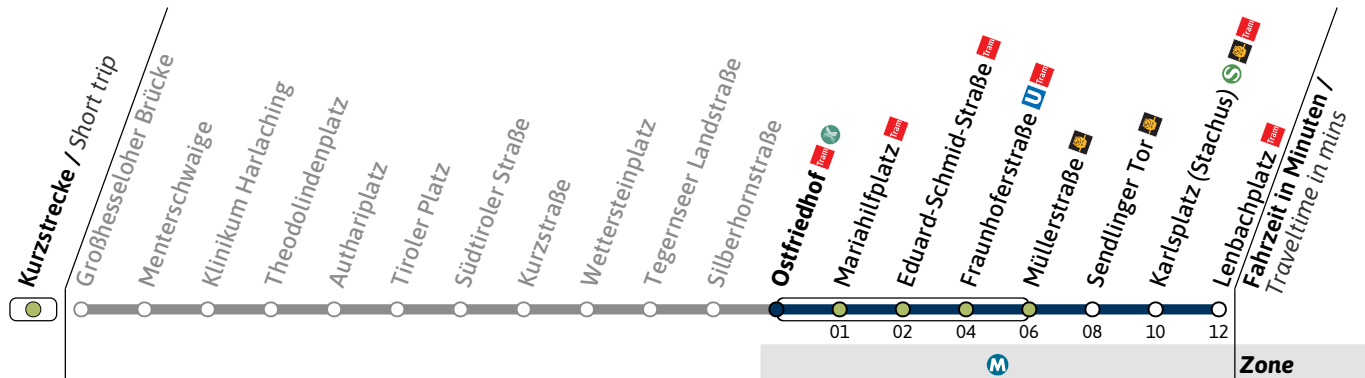 Kurzstrecke / Short trip
Großhesseloher Brücke
Menterschwaige
Klinikum Harlaching
Theodolindenplatz
Authariplatz
Tiroler Platz
Südtiroler Straße
Kurzstraße
Wettersteinplatz
Tegernseer Landstraße
Silberhornstraße
Ostfriedhof Tram
Mariahilfplatz Tram
Eduard-Schmid-Straße Tram
Fraunhoferstraße U Tram
Müllerstraße
Sendlinger Tor
Karlsplatz (Stachus) S Tram
Lenbachplatz Tram
Fahrzeit in Minuten /
Traveltime in mins
01 02 04 06 08 10 12
M Zone